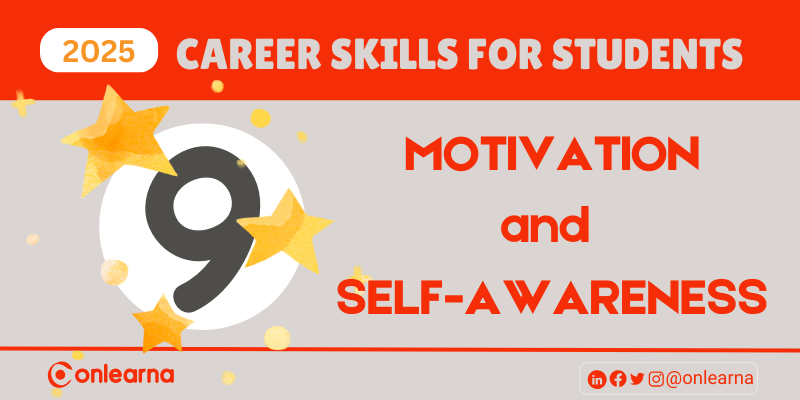 2025
CAREER SKILLS FOR STUDENTS
9
MOTIVATION
and
SELF-AWARENESS
onlearna
@onlearna